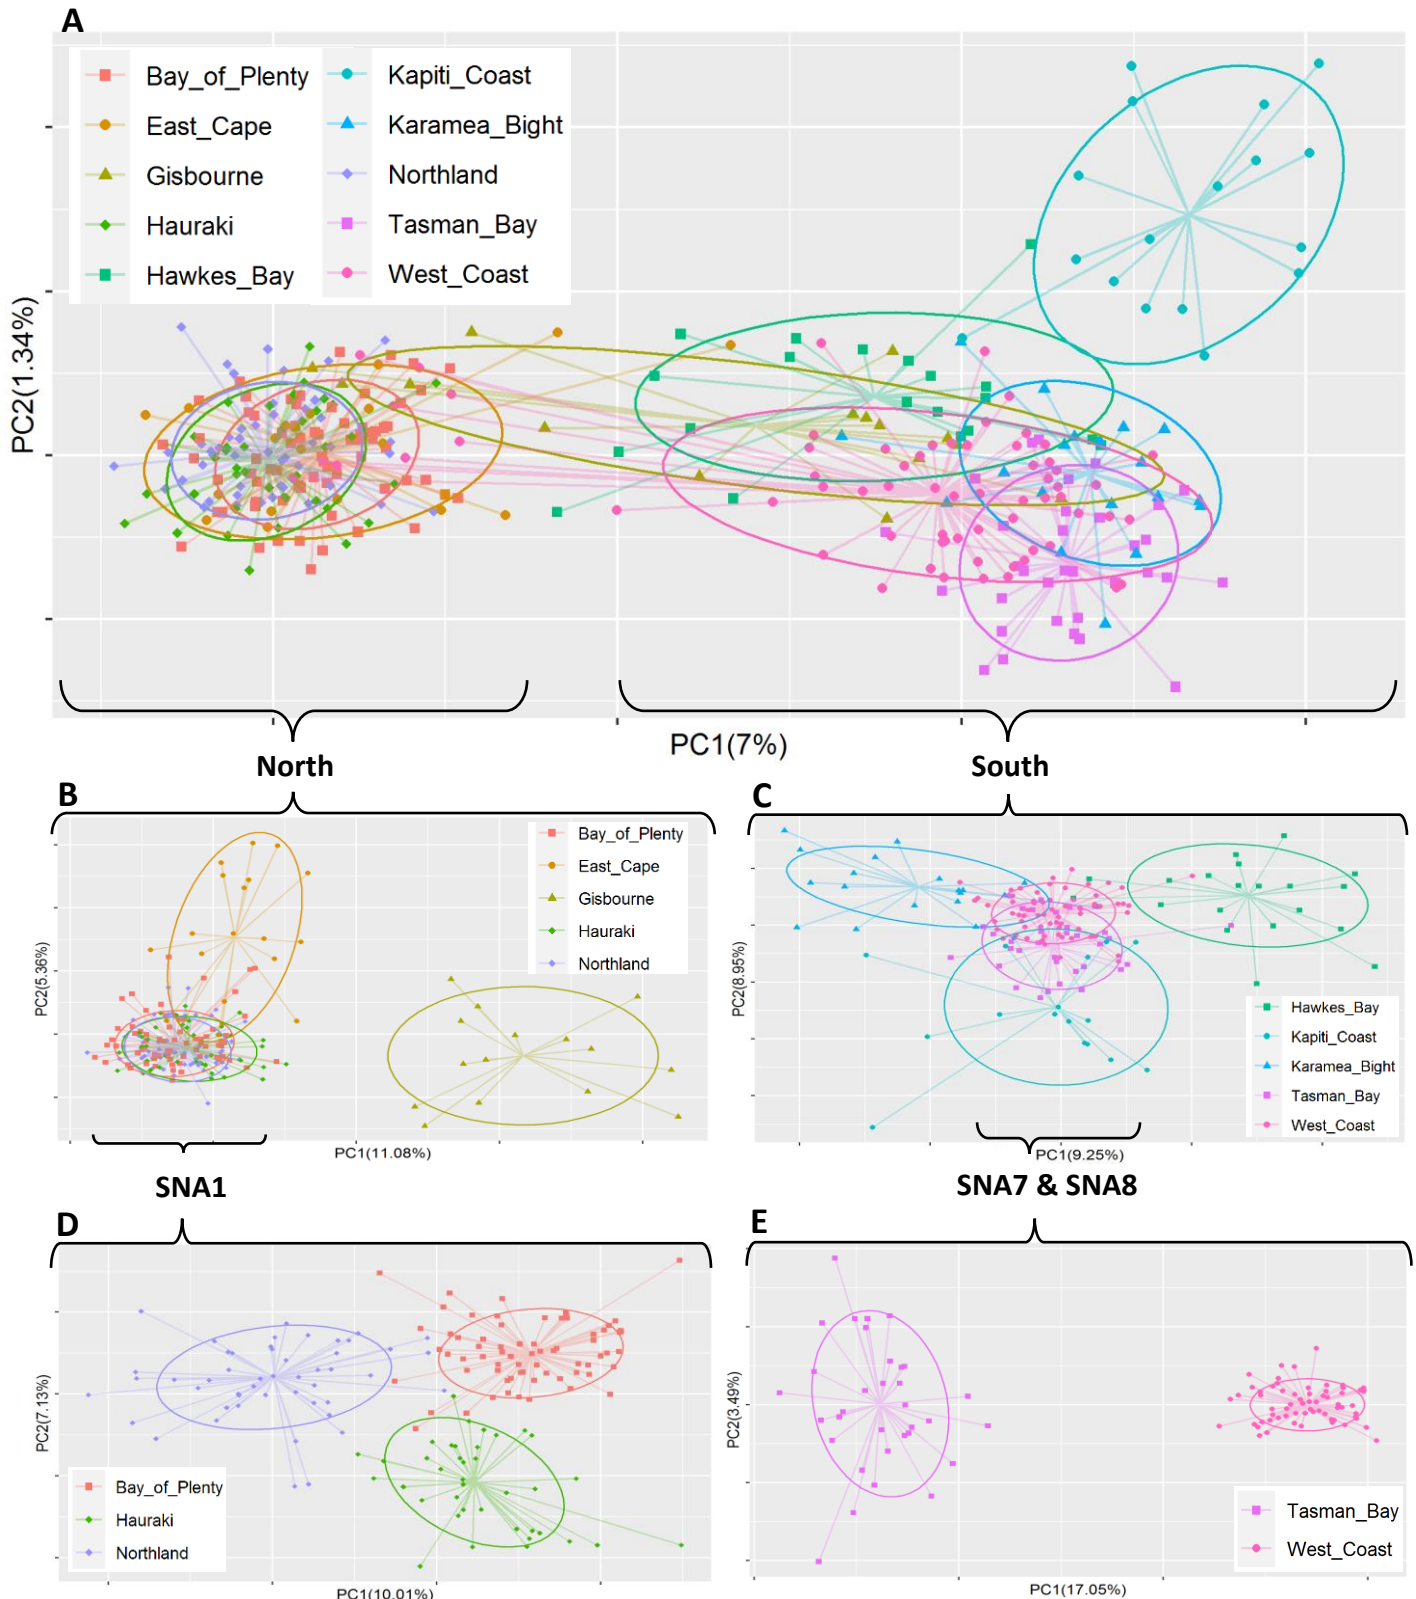 A
Bay_of_Plenty
East_Cape
Gisbourne
Hauraki
Hawkes_Bay
Kapiti_Coast
Karamea_Bight
Northland
Tasman_Bay
West_Coast
PC2(1.34%)
PC1(7%)
North
South
B
Bay_of_Plenty
East_Cape
Gisbourne
Hauraki
Northland
PC2(5.36%)
PC1(11.08%)
C
Hawkes_Bay
Kapiti_Coast
Karamea_Bight
Tasman_Bay
West_Coast
PC2(8.95%)
PC1(9.25%)
SNA1
SNA7 & SNA8
D
Bay_of_Plenty
Hauraki
Northland
PC2(7.13%)
PC1(10.01%)
E
Tasman_Bay
West_Coast
PC2(3.49%)
PC1(17.05%)